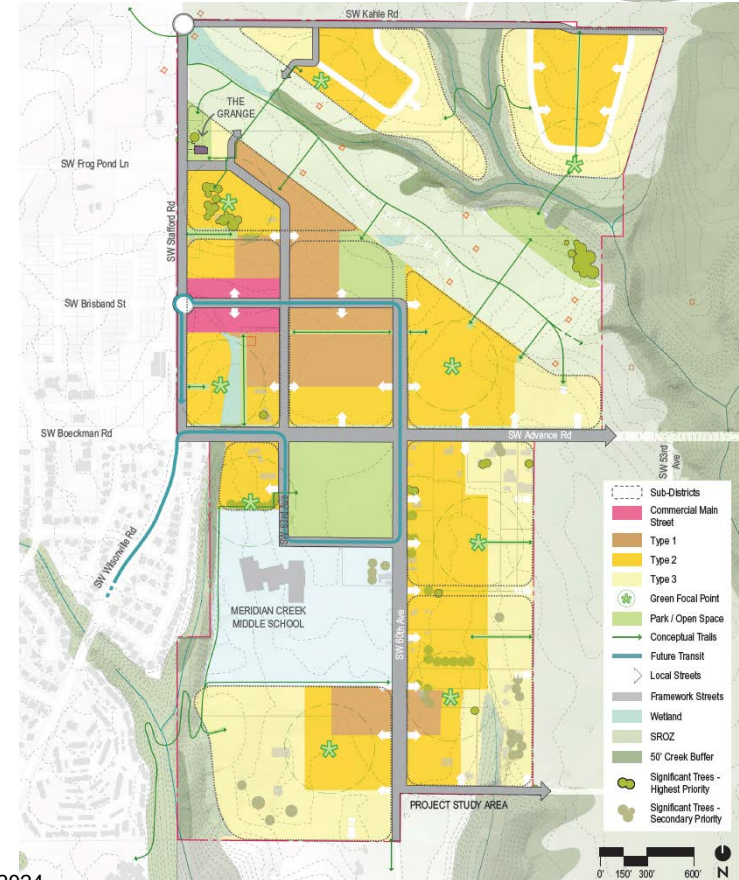 SW Kahle Rd
THE
GRANGE
SW Frog Pond Ln
SW Stafford Rd
SW Brisband St
SW Boeckman Rd
SW Advance Rd
SW 53rd
Ave
SW 63rd Ave
SW Wilsonville Rd
MERIDIAN CREEK
MIDDLE SCHOOL
SW 60th Ave
PROJECT STUDY AREA
Sub-Districts
Commercial Main
Street
Type 1
Type 2
Type 3
Green Focal Point
Park / Open Space
Conceptual Trails
Future Transit
Local Streets
Framework Streets
Wetland
SROZ
50' Creek Buffer
Significant Trees -
Highest Priority
Significant Trees -
Secondary Priority
0' 150' 300' 600'
N
2024